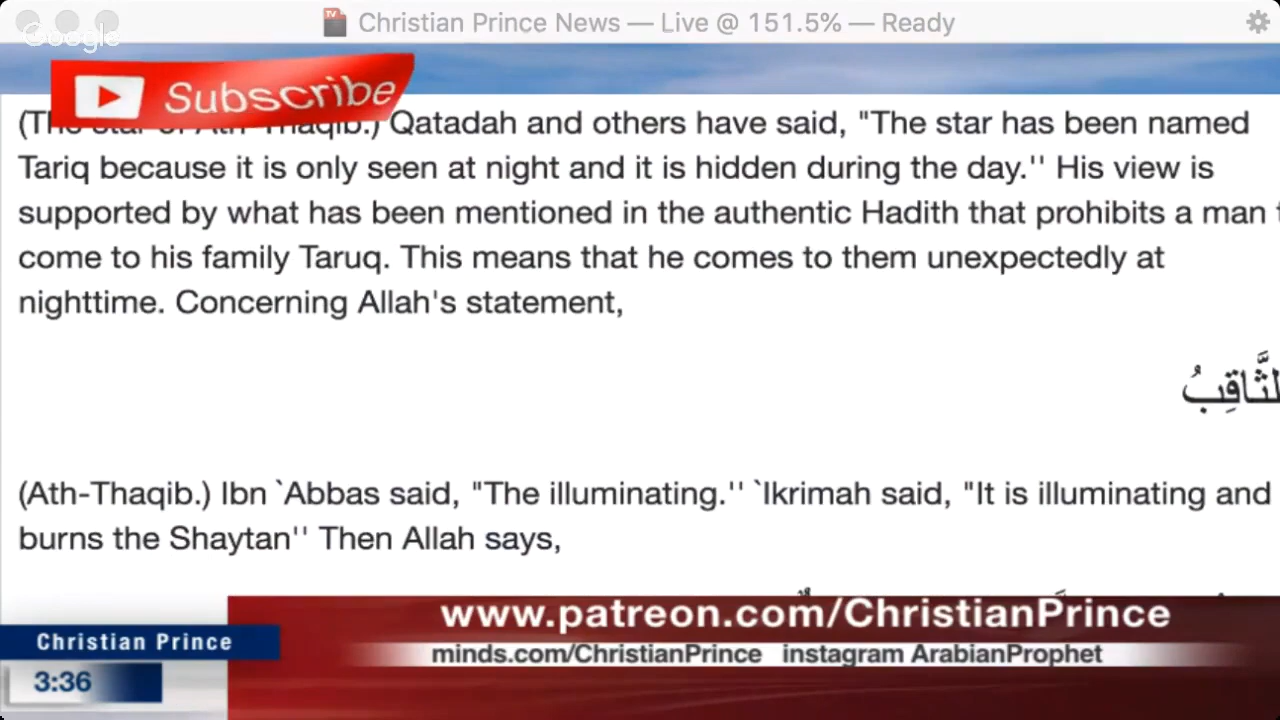 Christian Prince News — Live @ 151.5% — Ready
Google
Subscribe
(The star of Ath-Thaqib.) Qatadah and others have said, "The star has been named
Tariq because it is only seen at night and it is hidden during the day.'' His view is
supported by what has been mentioned in the authentic Hadith that prohibits a man
come to his family Taruq. This means that he comes to them unexpectedly at
nighttime. Concerning Allah's statement,
لثَّاقِبُ
(Ath-Thaqib.) Ibn `Abbas said, "The illuminating.'' `Ikrimah said, "It is illuminating and
burns the Shaytan'' Then Allah says,
www.patreon.com/ChristianPrince
Christian Prince
minds.com/ChristianPrince instagram ArabianProphet
3:36